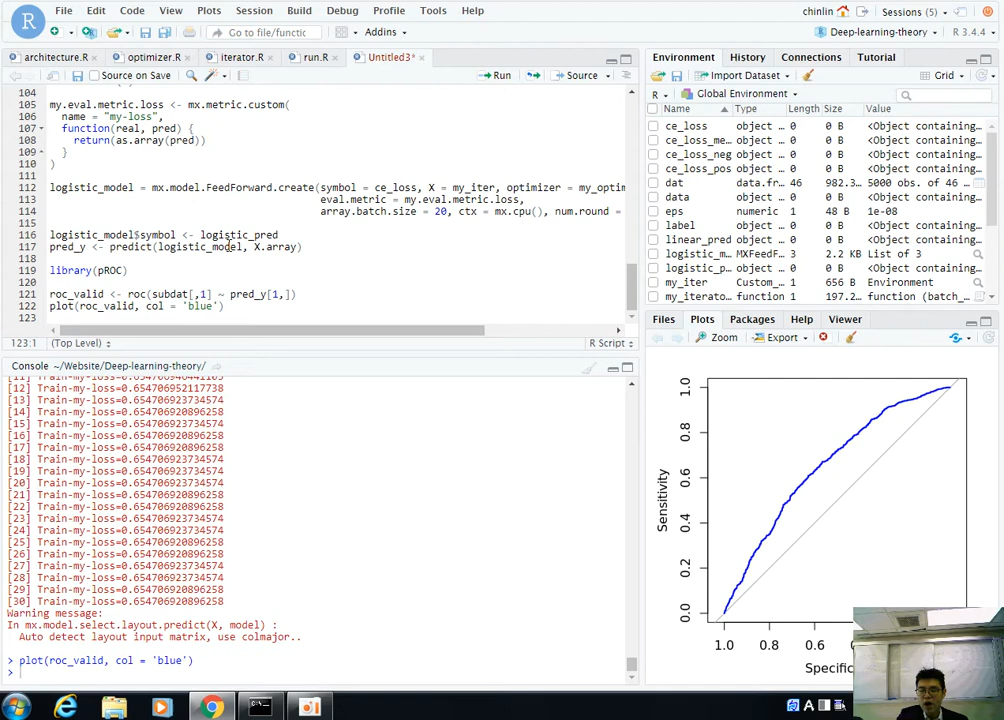 File Edit Code View Plots Session Build Debug Profile Tools Help
chinlin Sessions (5)
Go to file/functic Addins
Deep-learning-theory R 3.4.4
architecture.R × optimizer.R × iterator.R × run.R × Untitled3* ×
Source on Save Run Source
104
105 my.eval.metric.loss <- mx.metric.custom(
106 name = "my-loss",
107 function(real, pred) {
108 return(as.array(pred))
109 }
110 )
111
112 logistic_model = mx.model.FeedForward.create(symbol = ce_loss, X = my_iter, optimizer = my_optim
113 eval.metric = my.eval.metric.loss,
114 array.batch.size = 20, ctx = mx.cpu(), num.round =
115
116 logistic_model$symbol <- logistic_pred
117 pred_y <- predict(logistic_model, X.array)
118
119 library(pROC)
120
121 roc_valid <- roc(subdat[,1] ~ pred_y[1,])
122 plot(roc_valid, col = 'blue')
123
123:1 (Top Level) R Script
Console ~/Website/Deep-learning-theory/
[12] Train-my-loss=0.654706952117738
[13] Train-my-loss=0.654706923734574
[14] Train-my-loss=0.654706920896258
[15] Train-my-loss=0.654706923734574
[16] Train-my-loss=0.654706920896258
[17] Train-my-loss=0.654706920896258
[18] Train-my-loss=0.654706923734574
[19] Train-my-loss=0.654706923734574
[20] Train-my-loss=0.654706923734574
[21] Train-my-loss=0.654706920896258
[22] Train-my-loss=0.654706920896258
[23] Train-my-loss=0.654706923734574
[24] Train-my-loss=0.654706923734574
[25] Train-my-loss=0.654706920896258
[26] Train-my-loss=0.654706920896258
[27] Train-my-loss=0.654706923734574
[28] Train-my-loss=0.654706923734574
[29] Train-my-loss=0.654706920896258
[30] Train-my-loss=0.654706920896258
Warning message:
In mx.model.select.layout.predict(X, model) :
Auto detect layout input matrix, use colmajor..
> plot(roc_valid, col = 'blue')
>
Environment History Connections Tutorial
Import Dataset Grid
R Global Environment
Name Type Length Size Value
ce_loss object … 0 0 B <Object containing…
ce_loss_me… object … 0 0 B <Object containing…
ce_loss_neg object … 0 0 B <Object containing…
ce_loss_pos object … 0 0 B <Object containing…
dat data.fr… 46 982.3… 5000 obs. of 46 …
data object … 0 0 B <Object containing…
eps numeric 1 48 B 1e-08
label object … 0 0 B <Object containing…
linear_pred object … 0 0 B <Object containing…
logistic_m… MXFeedF… 3 2.2 KB List of 3
logistic_p… object … 0 0 B <Object containing…
my_iter Custom_… 1 656 B Environment
my_iterato… function 1 197.2… function (batch_…
Files Plots Packages Help Viewer
Zoom Export
Sensitivity
0.0 0.2 0.4 0.6 0.8 1.0
1.0 0.8 0.6
Specific